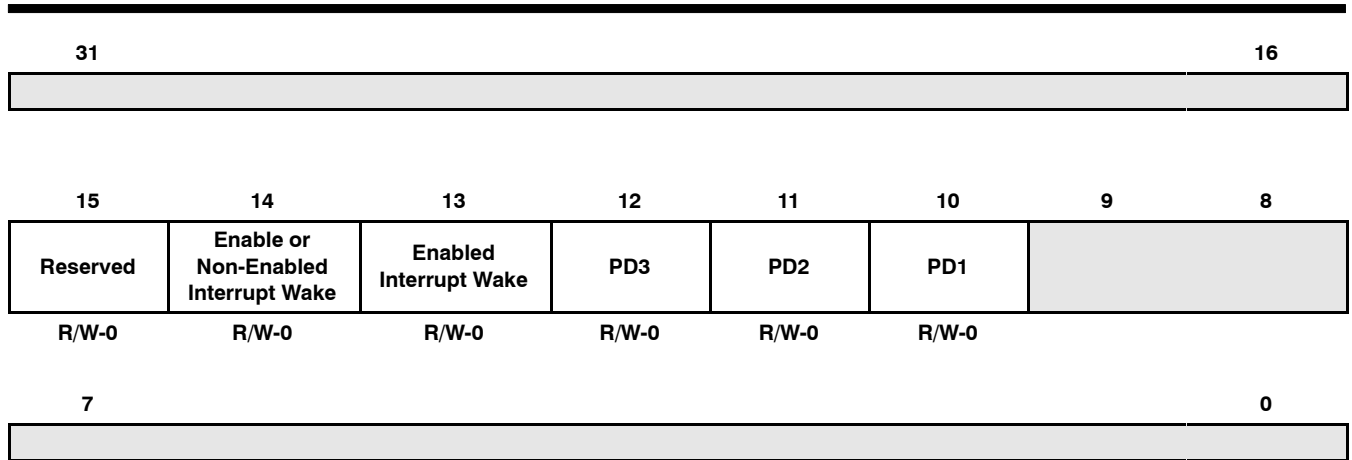 31 16
15 14 13 12 11 10 9 8
Reserved
Enable or
Non-Enabled
Interrupt Wake
Enabled
Interrupt Wake
PD3
PD2
PD1
R/W-0 R/W-0 R/W-0 R/W-0 R/W-0 R/W-0
7 0